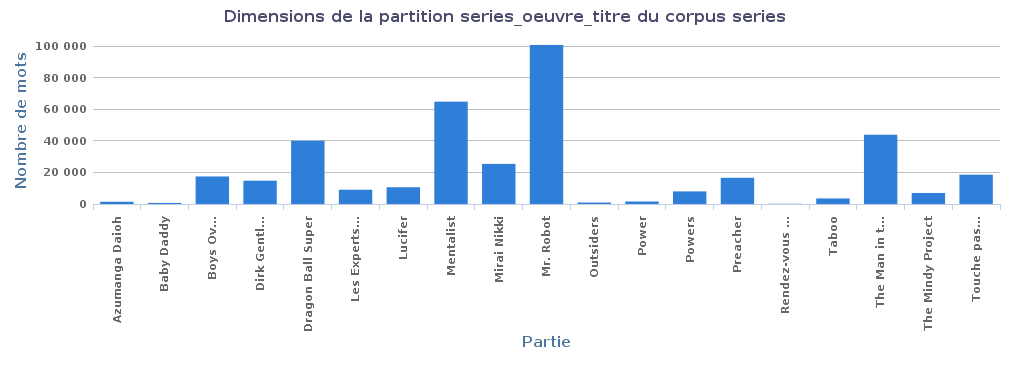 Dimensions de la partition series_oeuvre_titre du corpus series
Nombre de mots
100 000
80 000
60 000
40 000
20 000
0
Azumanga Daioh
Baby Daddy
Boys Ov...
Dirk Gentl...
Dragon Ball Super
Les Experts...
Lucifer
Mentalist
Mirai Nikki
Mr. Robot
Outsiders
Power
Powers
Preacher
Rendez-vous ...
Taboo
The Man in t...
The Mindy Project
Touche pas...
Partie